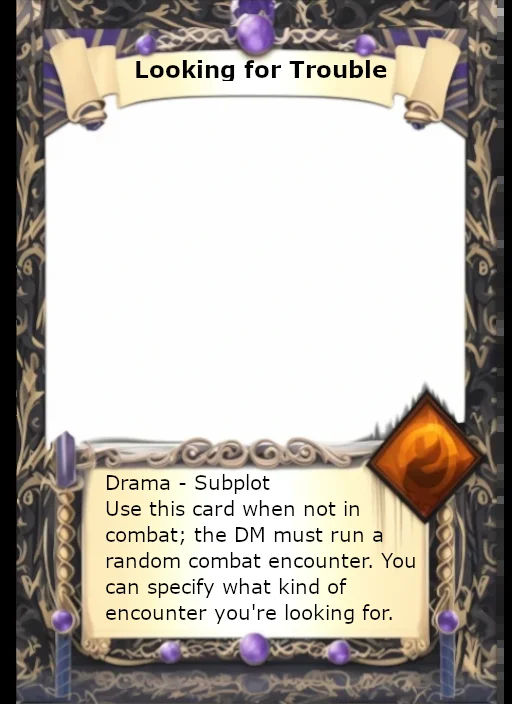 Looking for Trouble
Drama - Subplot
Use this card when not in
combat; the DM must run a
random combat encounter. You
can specify what kind of
encounter you're looking for.